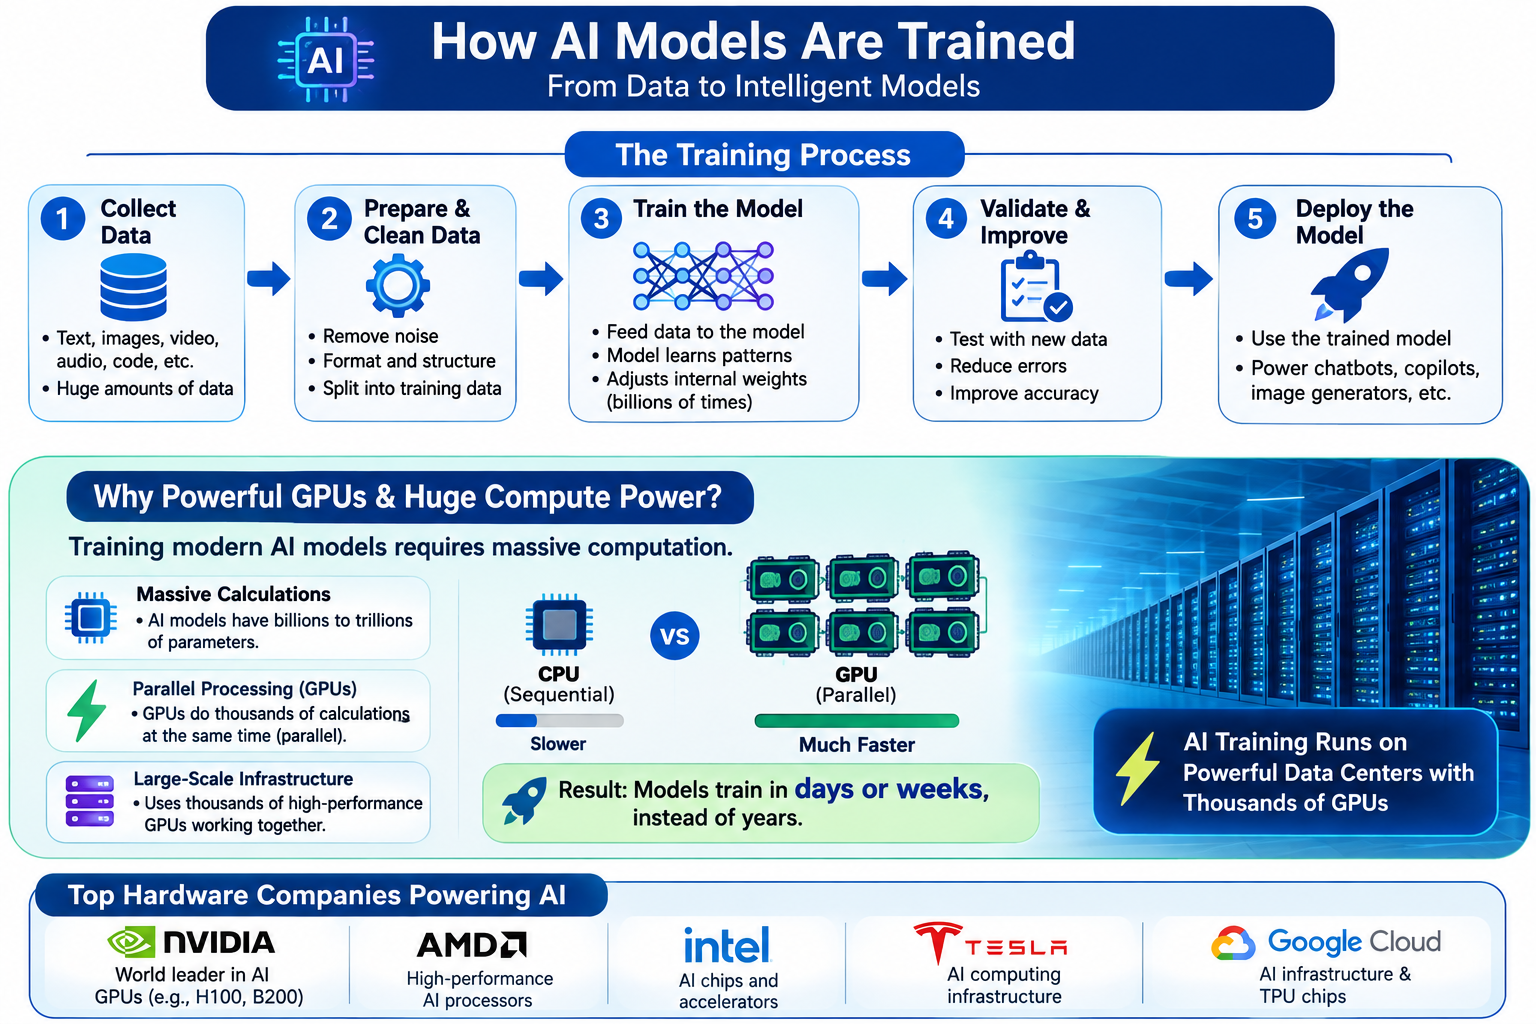 AI
How AI Models Are Trained
From Data to Intelligent Models
The Training Process
1
Collect
Data
• Text, images, video,
audio, code, etc.
• Huge amounts of data
2
Prepare &
Clean Data
• Remove noise
• Format and structure
• Split into training data
3
Train the Model
• Feed data to the model
• Model learns patterns
• Adjusts internal weights
(billions of times)
4
Validate &
Improve
• Test with new data
• Reduce errors
• Improve accuracy
5
Deploy the
Model
• Use the trained model
• Power chatbots, copilots,
image generators, etc.
Why Powerful GPUs & Huge Compute Power?
Training modern AI models requires massive computation.
Massive Calculations
• AI models have billions to trillions
of parameters.
Parallel Processing (GPUs)
• GPUs do thousands of calculations
at the same time (parallel).
Large-Scale Infrastructure
• Uses thousands of high-performance
GPUs working together.
CPU
(Sequential)
Slower
VS
GPU
(Parallel)
Much Faster
Result: Models train in days or weeks,
instead of years.
AI Training Runs on
Powerful Data Centers with
Thousands of GPUs
Top Hardware Companies Powering AI
NVIDIA
World leader in AI
GPUs (e.g., H100, B200)
AMD
High-performance
AI processors
intel
AI chips and
accelerators
TESLA
AI computing
infrastructure
Google Cloud
AI infrastructure &
TPU chips